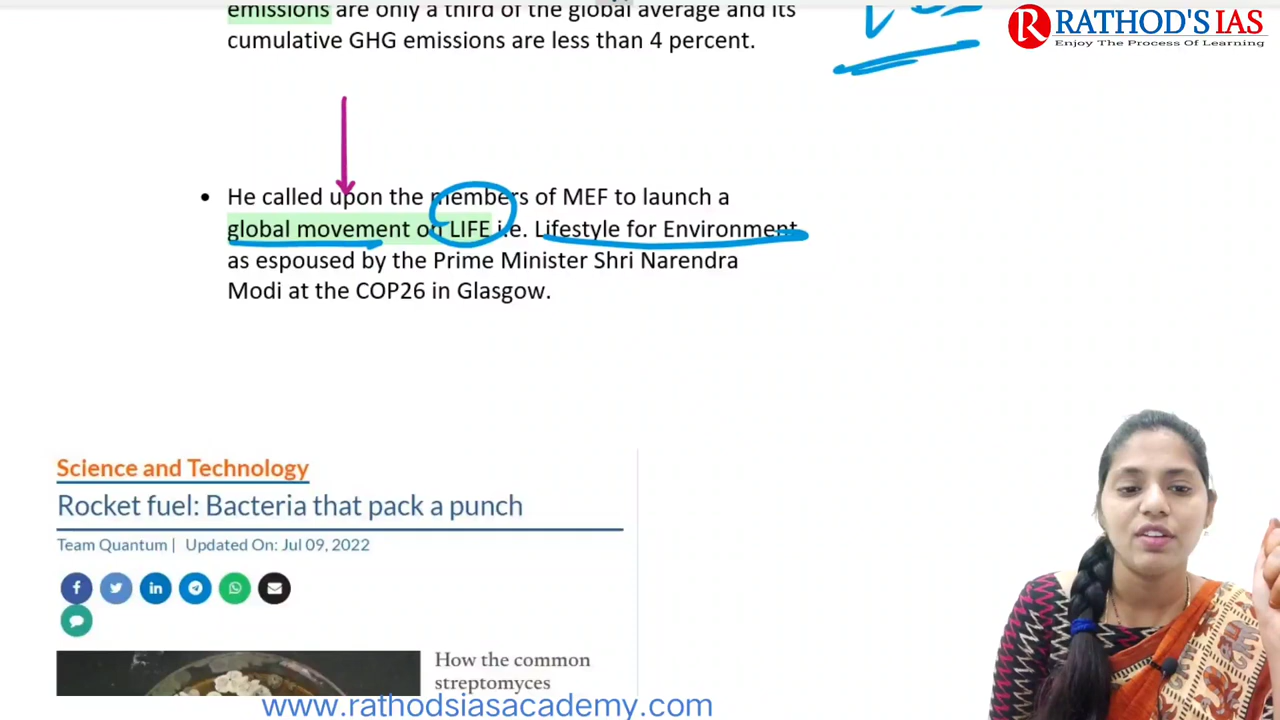 emissions are only a third of the global average and its
cumulative GHG emissions are less than 4 percent.
RATHOD'S IAS
Enjoy The Process Of Learning
• He called upon the members of MEF to launch a
global movement on LIFE i.e. Lifestyle for Environment
as espoused by the Prime Minister Shri Narendra
Modi at the COP26 in Glasgow.
Science and Technology
Rocket fuel: Bacteria that pack a punch
Team Quantum | Updated On: Jul 09, 2022
How the common
streptomyces
www.rathodsiasacademy.com